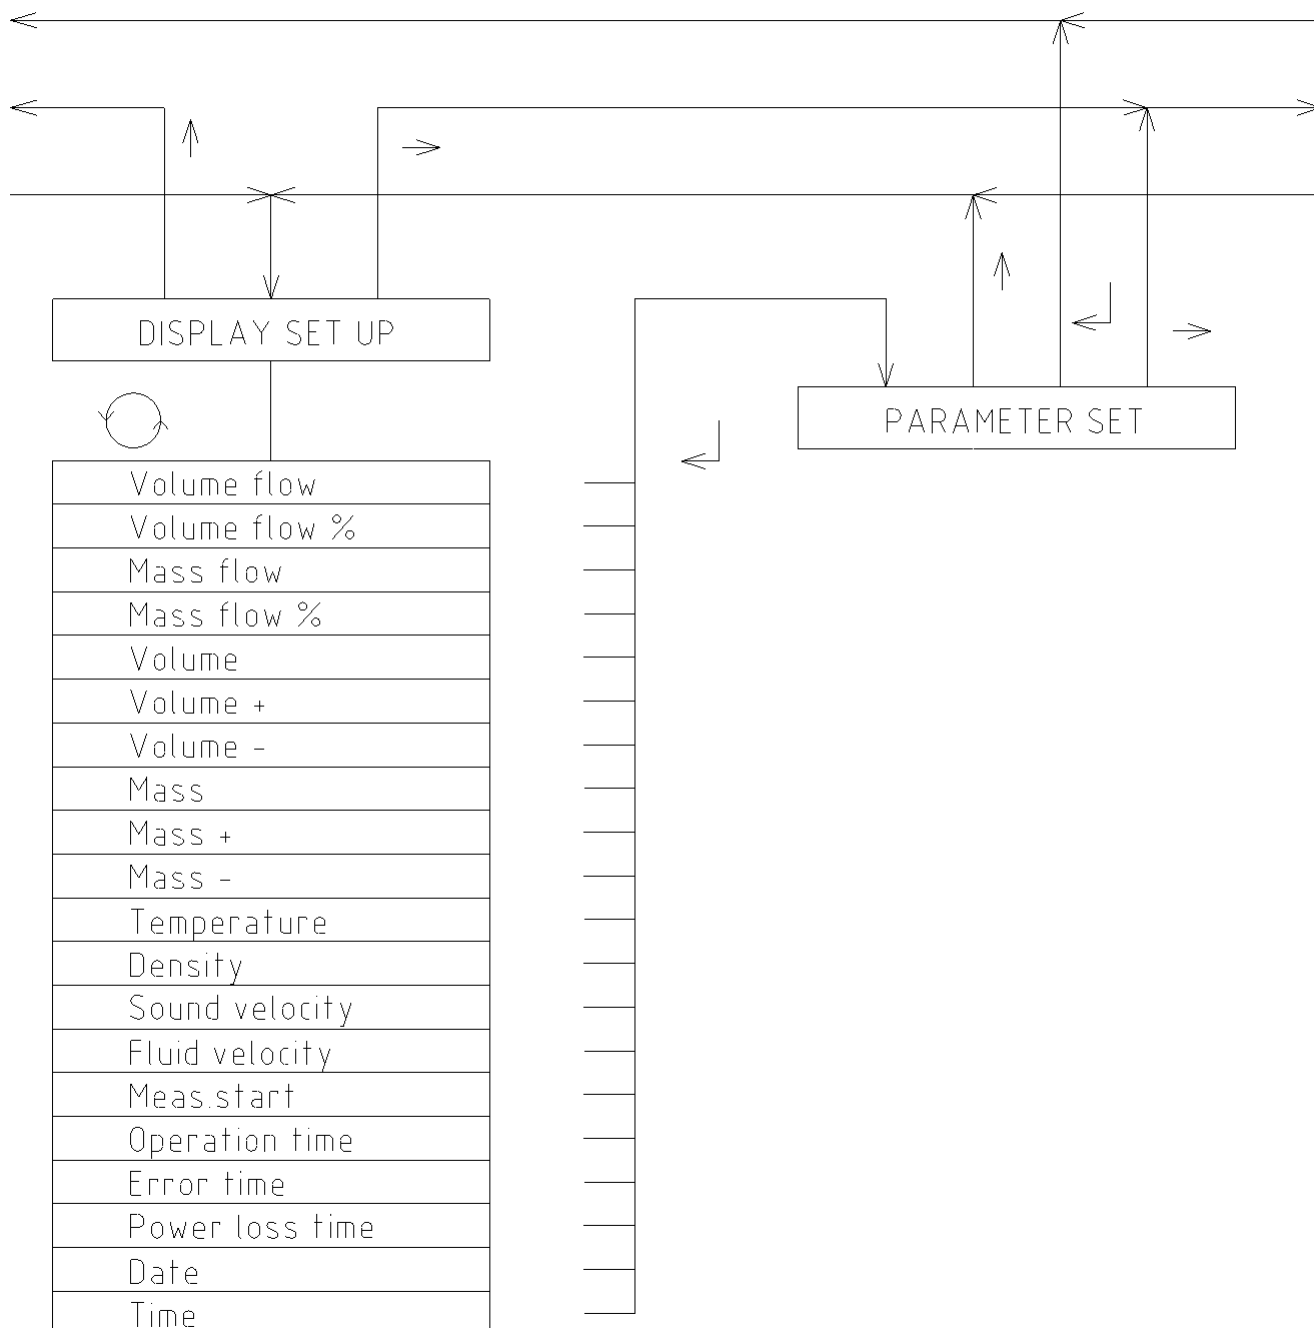 DISPLAY SET UP
PARAMETER SET
Volume flow
Volume flow %
Mass flow
Mass flow %
Volume
Volume +
Volume -
Mass
Mass +
Mass -
Temperature
Density
Sound velocity
Fluid velocity
Meas.start
Operation time
Error time
Power loss time
Date
Time